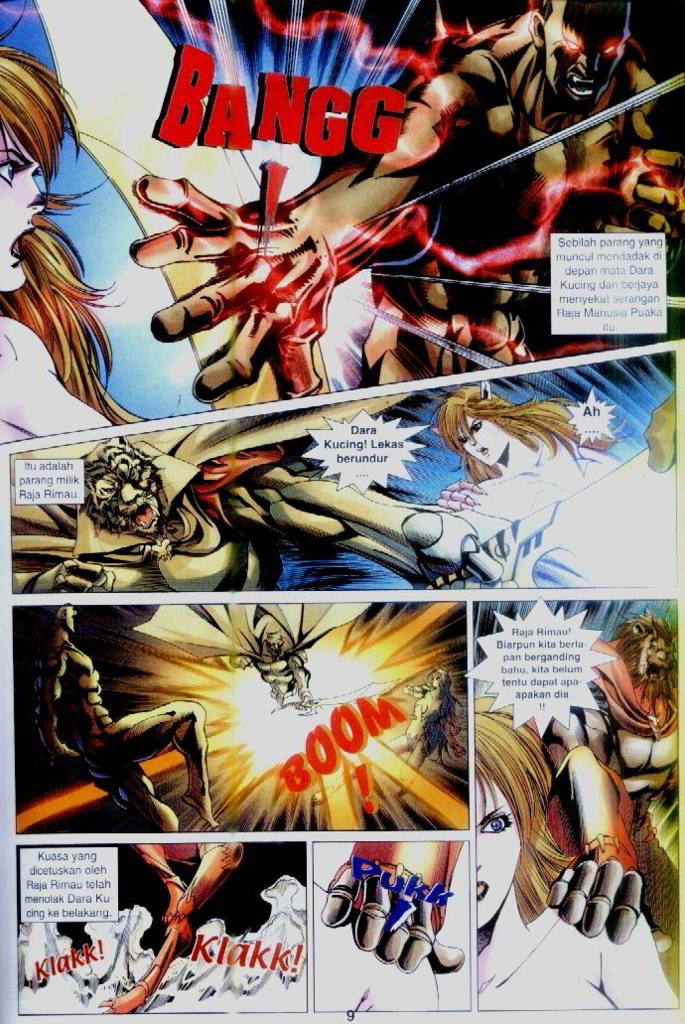 BANGG
!
Sebilah parang yang
muncul mendadak di
depan mata Dara
Kucing dan berjaya
menyekat serangan
Raja Manusia Puaka
itu.
Itu adalah
parang milik
Raja Rimau.
Dara
Kucing! Lekas
berundur
....
Ah
....
BOOM
!
Raja Rimau!
Biarpun kita berla-
pan berganding
bahu, kita belum
tentu dapat apa-
apakan dia
!!
Kuasa yang
dicetuskan oleh
Raja Rimau telah
menolak Dara Ku-
cing ke belakang.
Klakk!
Klakk!
Pukk
!
9